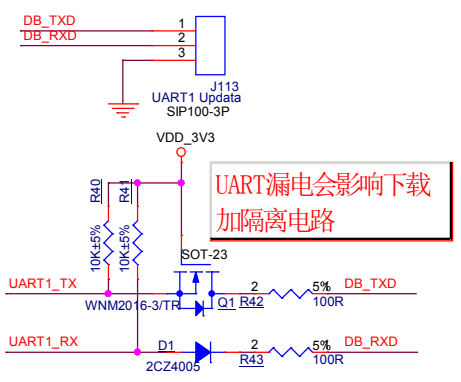 DB_TXD 1
DB_RXD 2
3
J113
UART1 Updata
SIP100-3P
VDD_3V3
R40 R41
10K±5% 10K±5%
UART漏电会影响下载
加隔离电路
SOT-23
UART1_TX 2 5% DB_TXD
WNM2016-3/TR Q1 R42 100R
UART1_RX D1 2 5% DB_RXD
2CZ4005 R43 100R